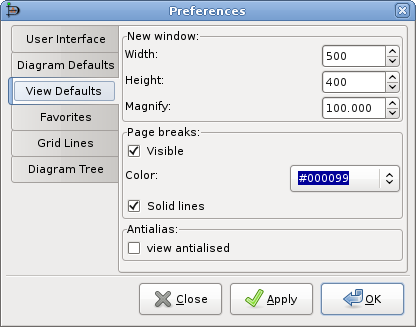 Preferences
User Interface
Diagram Defaults
View Defaults
Favorites
Grid Lines
Diagram Tree
New window:
Width: 500
Height: 400
Magnify: 100.000
Page breaks:
Visible
Color: #000099
Solid lines
Antialias:
view antialised
Close Apply OK